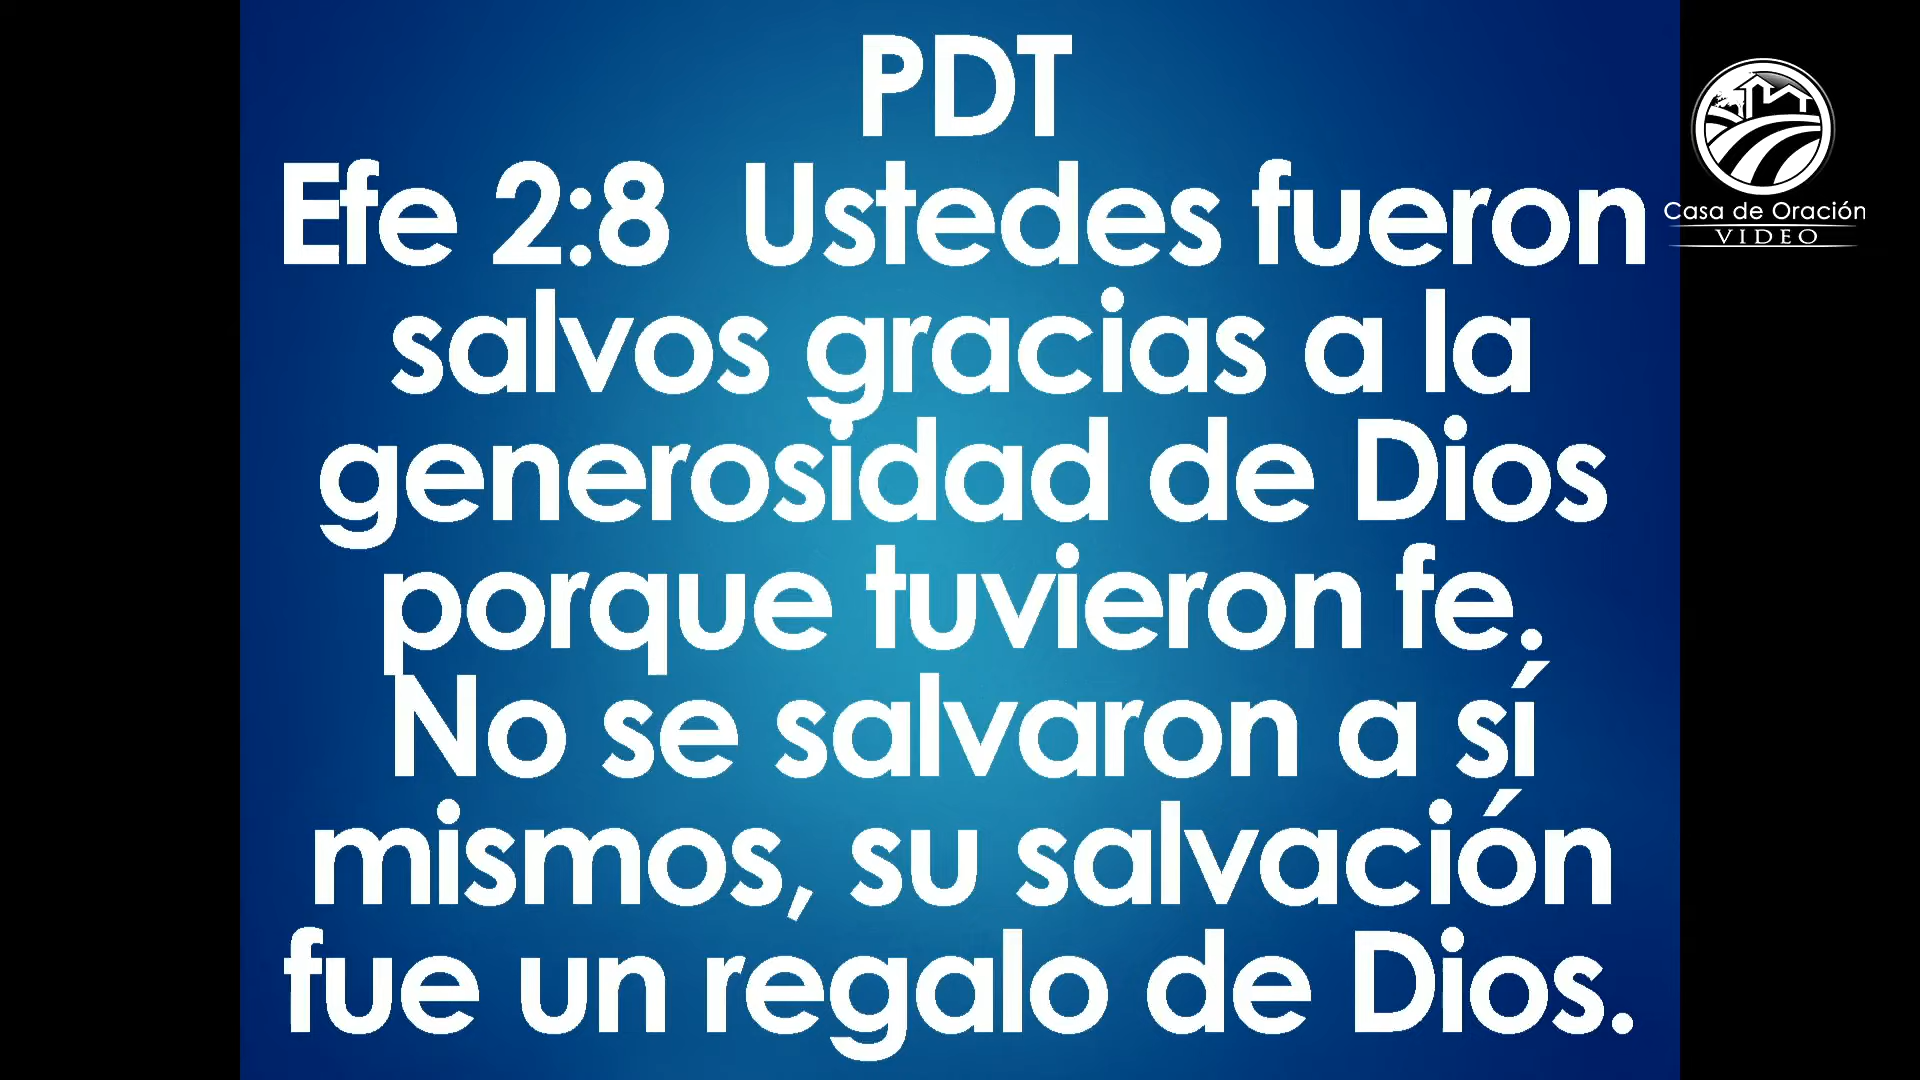 PDT
Efe 2:8  Ustedes fueron
salvos gracias a la
generosidad de Dios
porque tuvieron fe.
No se salvaron a sí
mismos, su salvación
fue un regalo de Dios.
Casa de Oración
VIDEO